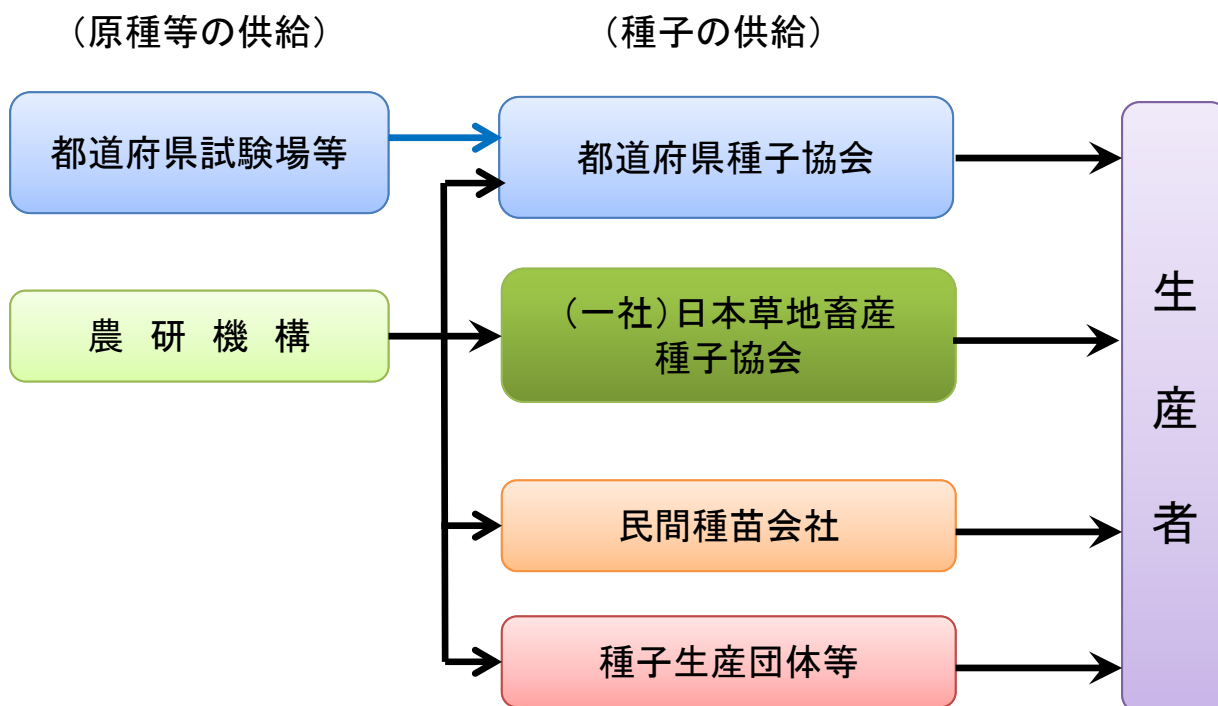 （原種等の供給）
（種子の供給）
都道府県試験場等
都道府県種子協会
農 研 機 構
（一社）日本草地畜産
種子協会
民間種苗会社
種子生産団体等
生産者